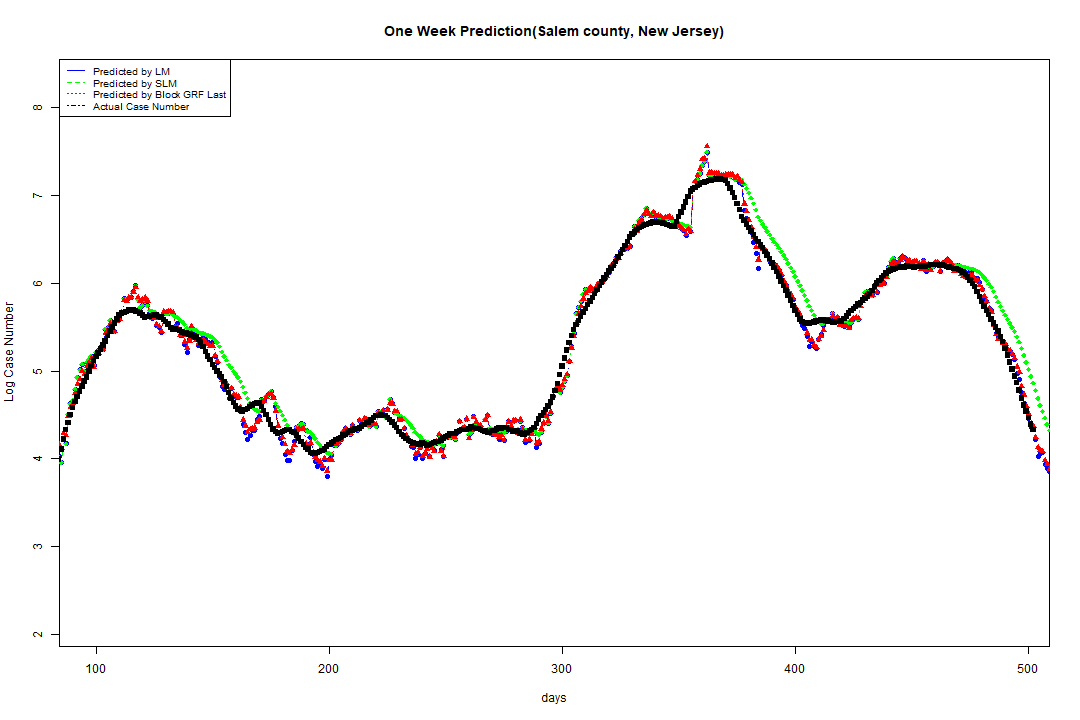 One Week Prediction(Salem county, New Jersey)
Predicted by LM
Predicted by SLM
Predicted by Block GRF Last
Actual Case Number
8
7
6
5
4
3
2
Log Case Number
100 200 300 400 500
days